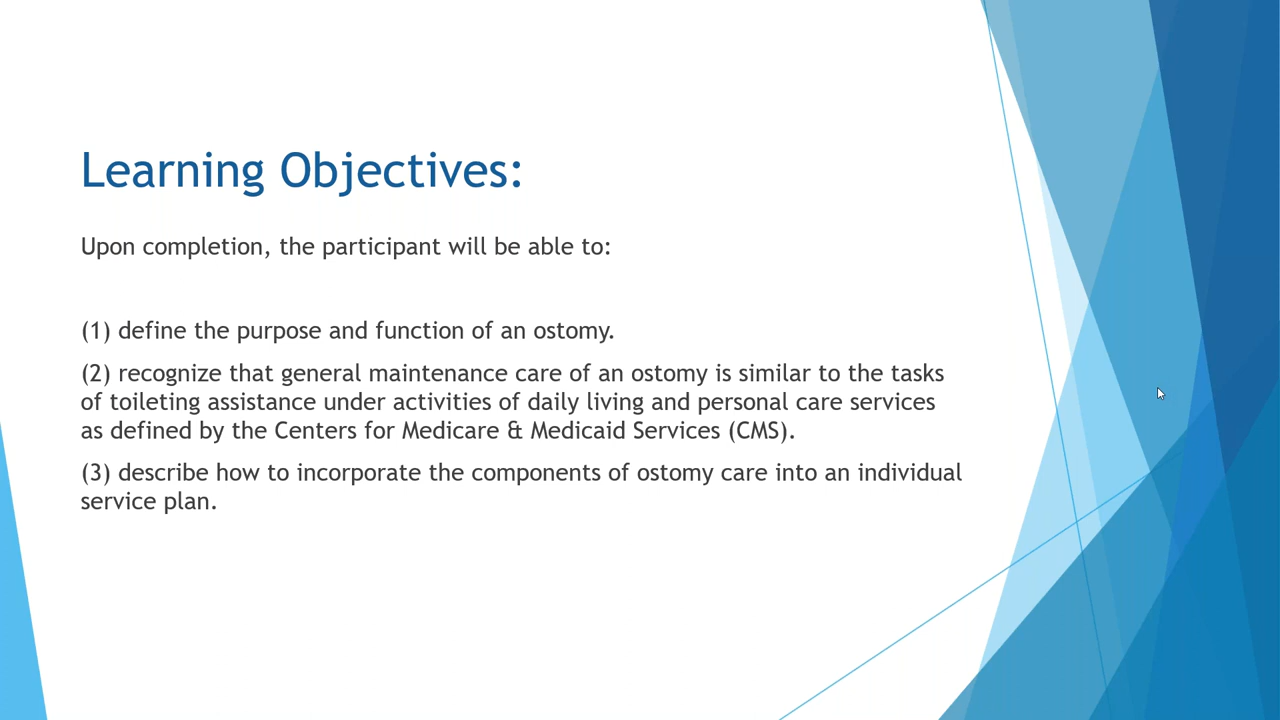 Learning Objectives:
Upon completion, the participant will be able to:
(1) define the purpose and function of an ostomy.
(2) recognize that general maintenance care of an ostomy is similar to the tasks
of toileting assistance under activities of daily living and personal care services
as defined by the Centers for Medicare & Medicaid Services (CMS).
(3) describe how to incorporate the components of ostomy care into an individual
service plan.